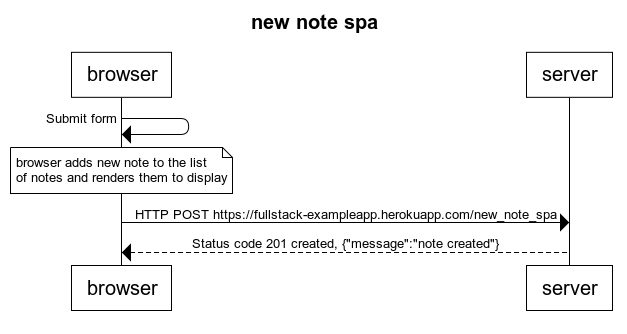 new note spa
browser
server
Submit form
browser adds new note to the list
of notes and renders them to display
HTTP POST https://fullstack-exampleapp.herokuapp.com/new_note_spa
Status code 201 created, {"message":"note created"}
browser
server